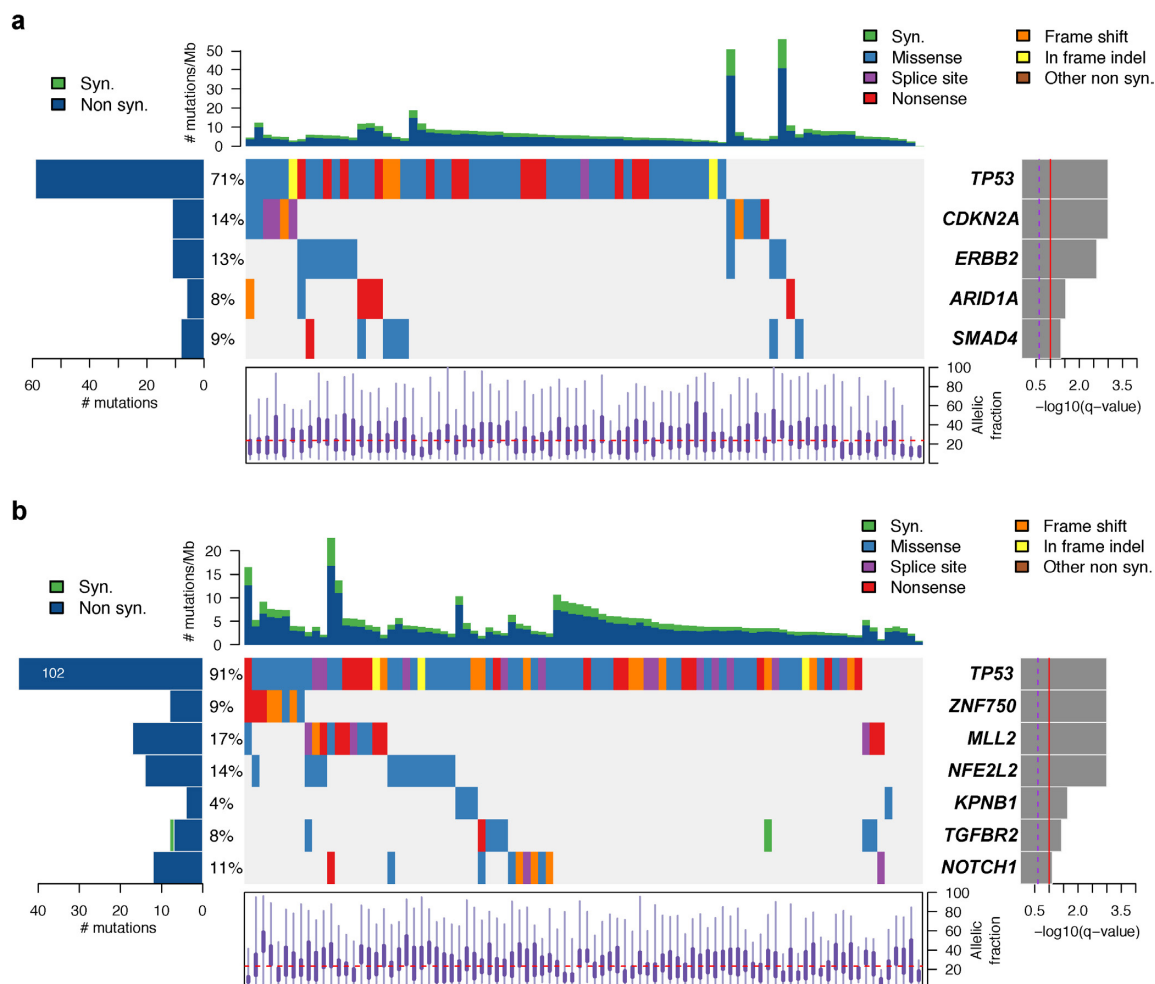 a
# mutations/Mb
50
40
30
20
10
0
Syn.
Non syn.
Syn.
Missense
Splice site
Nonsense
Frame shift
In frame indel
Other non syn.
71%
14%
13%
8%
9%
TP53
CDKN2A
ERBB2
ARID1A
SMAD4
60 40 20 0
# mutations
100
80
60
40
20
Allelic
fraction
0.5 2.0 3.5
−log10(q−value)
b
# mutations/Mb
20
15
10
5
0
Syn.
Non syn.
Syn.
Missense
Splice site
Nonsense
Frame shift
In frame indel
Other non syn.
102
91%
9%
17%
14%
4%
8%
11%
TP53
ZNF750
MLL2
NFE2L2
KPNB1
TGFBR2
NOTCH1
40 30 20 10 0
# mutations
100
80
60
40
20
Allelic
fraction
0.5 2.0 3.5
−log10(q−value)